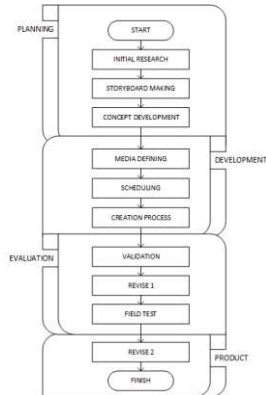 START
PLANNING
INITIAL RESEARCH
STORYBOARD MAKING
CONCEPT DEVELOPMENT
MEDIA DEFINING
DEVELOPMENT
SCHEDULING
CREATION PROCESS
VALIDATION
EVALUATION
REVISE 1
FIELD TEST
REVISE 2
PRODUCT
FINISH